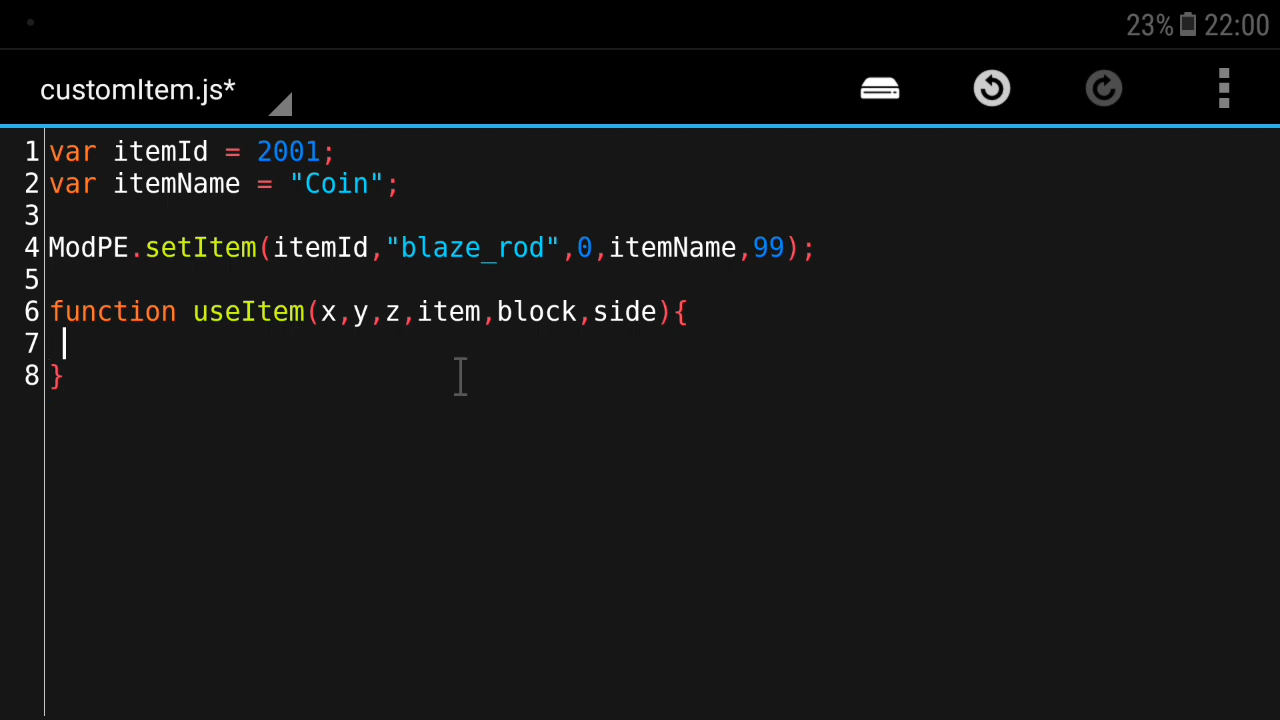 23% 22:00
customItem.js*
1 var itemId = 2001;
2 var itemName = "Coin";
3
4 ModPE.setItem(itemId,"blaze_rod",0,itemName,99);
5
6 function useItem(x,y,z,item,block,side){
7
8 }